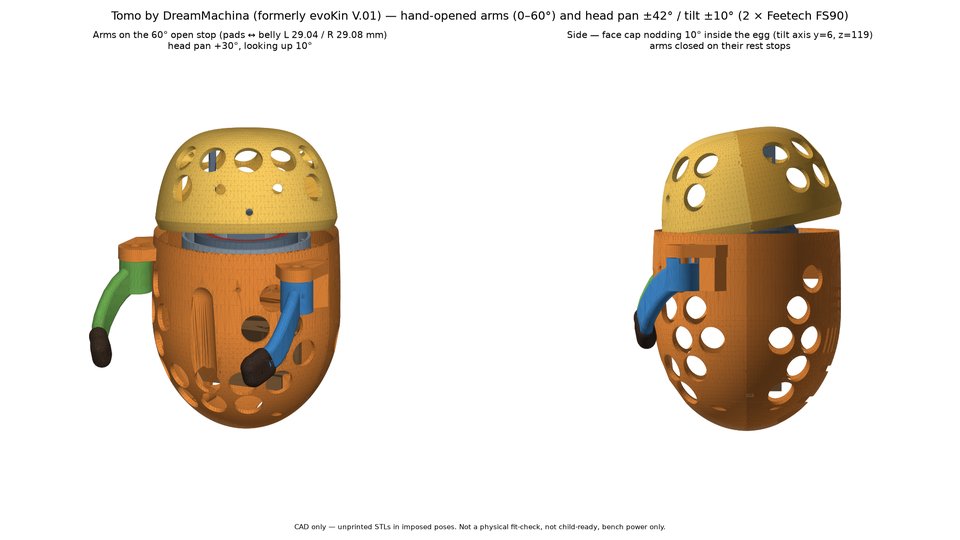 Tomo by DreamMachina (formerly evoKin V.01) — hand-opened arms (0–60°) and head pan ±42° / tilt ±10° (2 × Feetech FS90)
Arms on the 60° open stop (pads ↔ belly L 29.04 / R 29.08 mm)
head pan +30°, looking up 10°
Side — face cap nodding 10° inside the egg (tilt axis y=6, z=119)
arms closed on their rest stops
CAD only — unprinted STLs in imposed poses. Not a physical fit-check, not child-ready, bench power only.